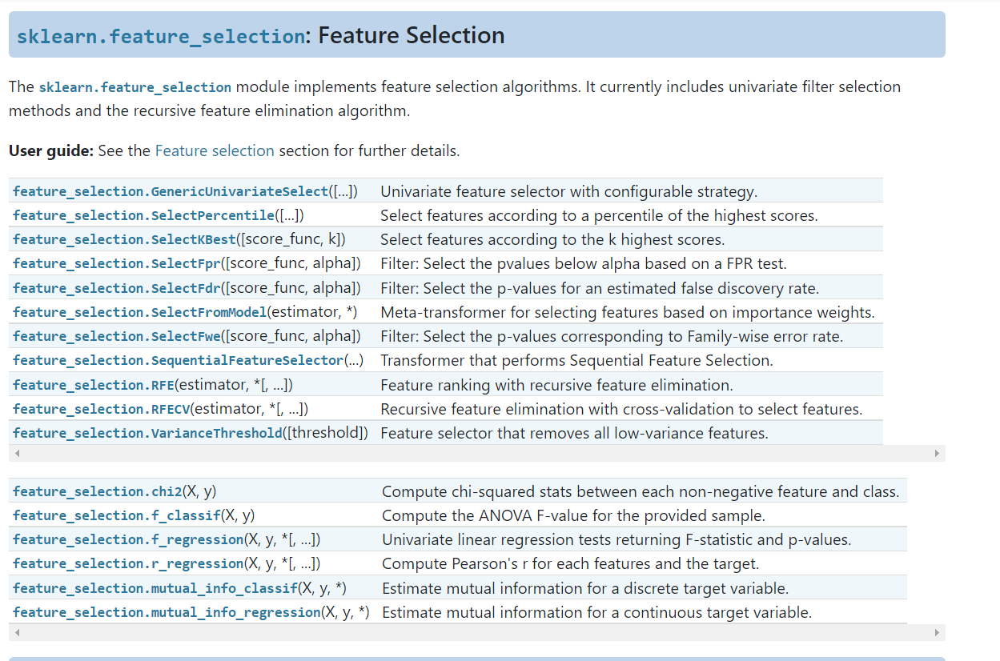 sklearn.feature_selection: Feature Selection
The sklearn.feature_selection module implements feature selection algorithms. It currently includes univariate filter selection
methods and the recursive feature elimination algorithm.
User guide: See the Feature selection section for further details.
feature_selection.GenericUnivariateSelect([...]) Univariate feature selector with configurable strategy.
feature_selection.SelectPercentile([...]) Select features according to a percentile of the highest scores.
feature_selection.SelectKBest([score_func, k]) Select features according to the k highest scores.
feature_selection.SelectFpr([score_func, alpha]) Filter: Select the pvalues below alpha based on a FPR test.
feature_selection.SelectFdr([score_func, alpha]) Filter: Select the p-values for an estimated false discovery rate.
feature_selection.SelectFromModel(estimator, *) Meta-transformer for selecting features based on importance weights.
feature_selection.SelectFwe([score_func, alpha]) Filter: Select the p-values corresponding to Family-wise error rate.
feature_selection.SequentialFeatureSelector(...) Transformer that performs Sequential Feature Selection.
feature_selection.RFE(estimator, *[, ...]) Feature ranking with recursive feature elimination.
feature_selection.RFECV(estimator, *[, ...]) Recursive feature elimination with cross-validation to select features.
feature_selection.VarianceThreshold([threshold]) Feature selector that removes all low-variance features.
feature_selection.chi2(X, y) Compute chi-squared stats between each non-negative feature and class.
feature_selection.f_classif(X, y) Compute the ANOVA F-value for the provided sample.
feature_selection.f_regression(X, y, *[, ...]) Univariate linear regression tests returning F-statistic and p-values.
feature_selection.r_regression(X, y, *[, ...]) Compute Pearson's r for each features and the target.
feature_selection.mutual_info_classif(X, y, *) Estimate mutual information for a discrete target variable.
feature_selection.mutual_info_regression(X, y, *) Estimate mutual information for a continuous target variable.